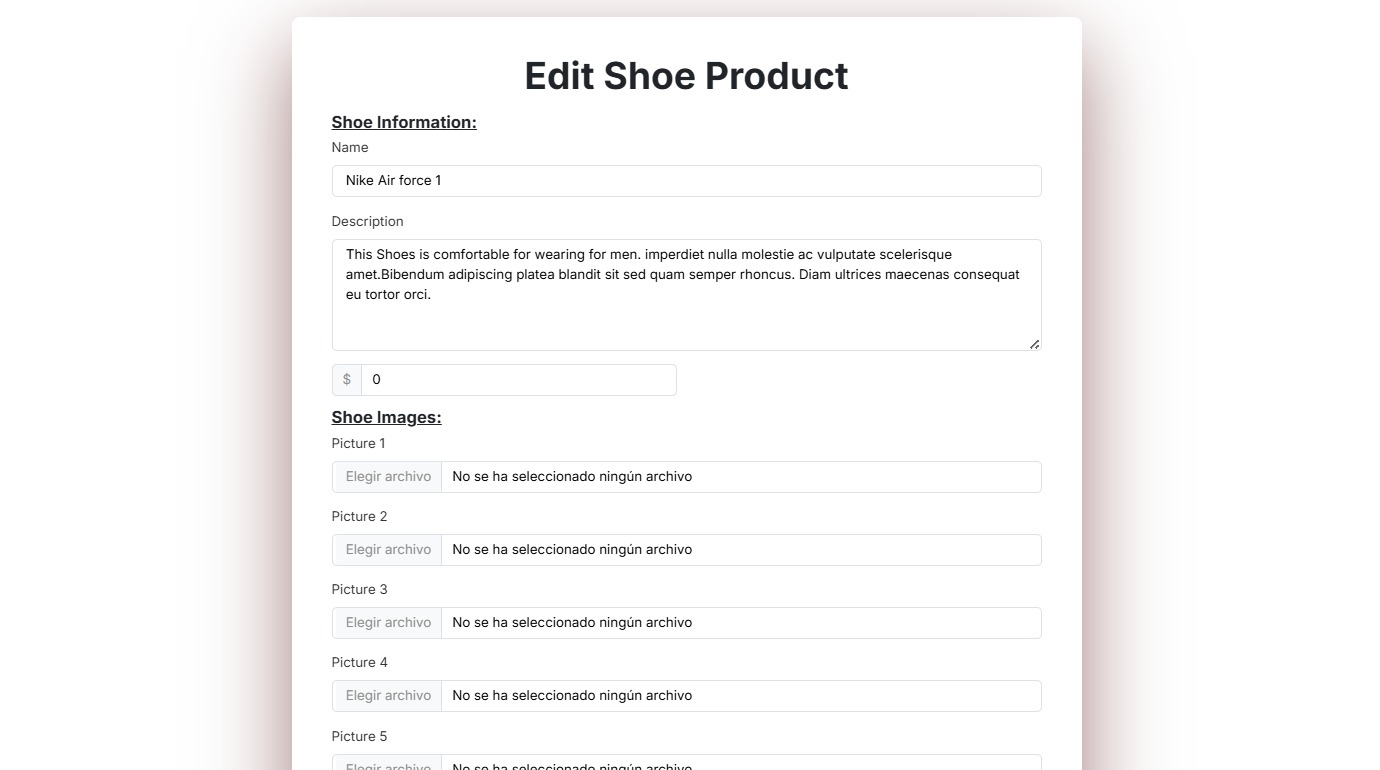 Edit Shoe Product
Shoe Information:
Name
Nike Air force 1
Description
This Shoes is comfortable for wearing for men. imperdiet nulla molestie ac vulputate scelerisque
amet.Bibendum adipiscing platea blandit sit sed quam semper rhoncus. Diam ultrices maecenas consequat
eu tortor orci.
$ 0
Shoe Images:
Picture 1
Elegir archivo No se ha seleccionado ningún archivo
Picture 2
Elegir archivo No se ha seleccionado ningún archivo
Picture 3
Elegir archivo No se ha seleccionado ningún archivo
Picture 4
Elegir archivo No se ha seleccionado ningún archivo
Picture 5
Elegir archivo No se ha seleccionado ningún archivo